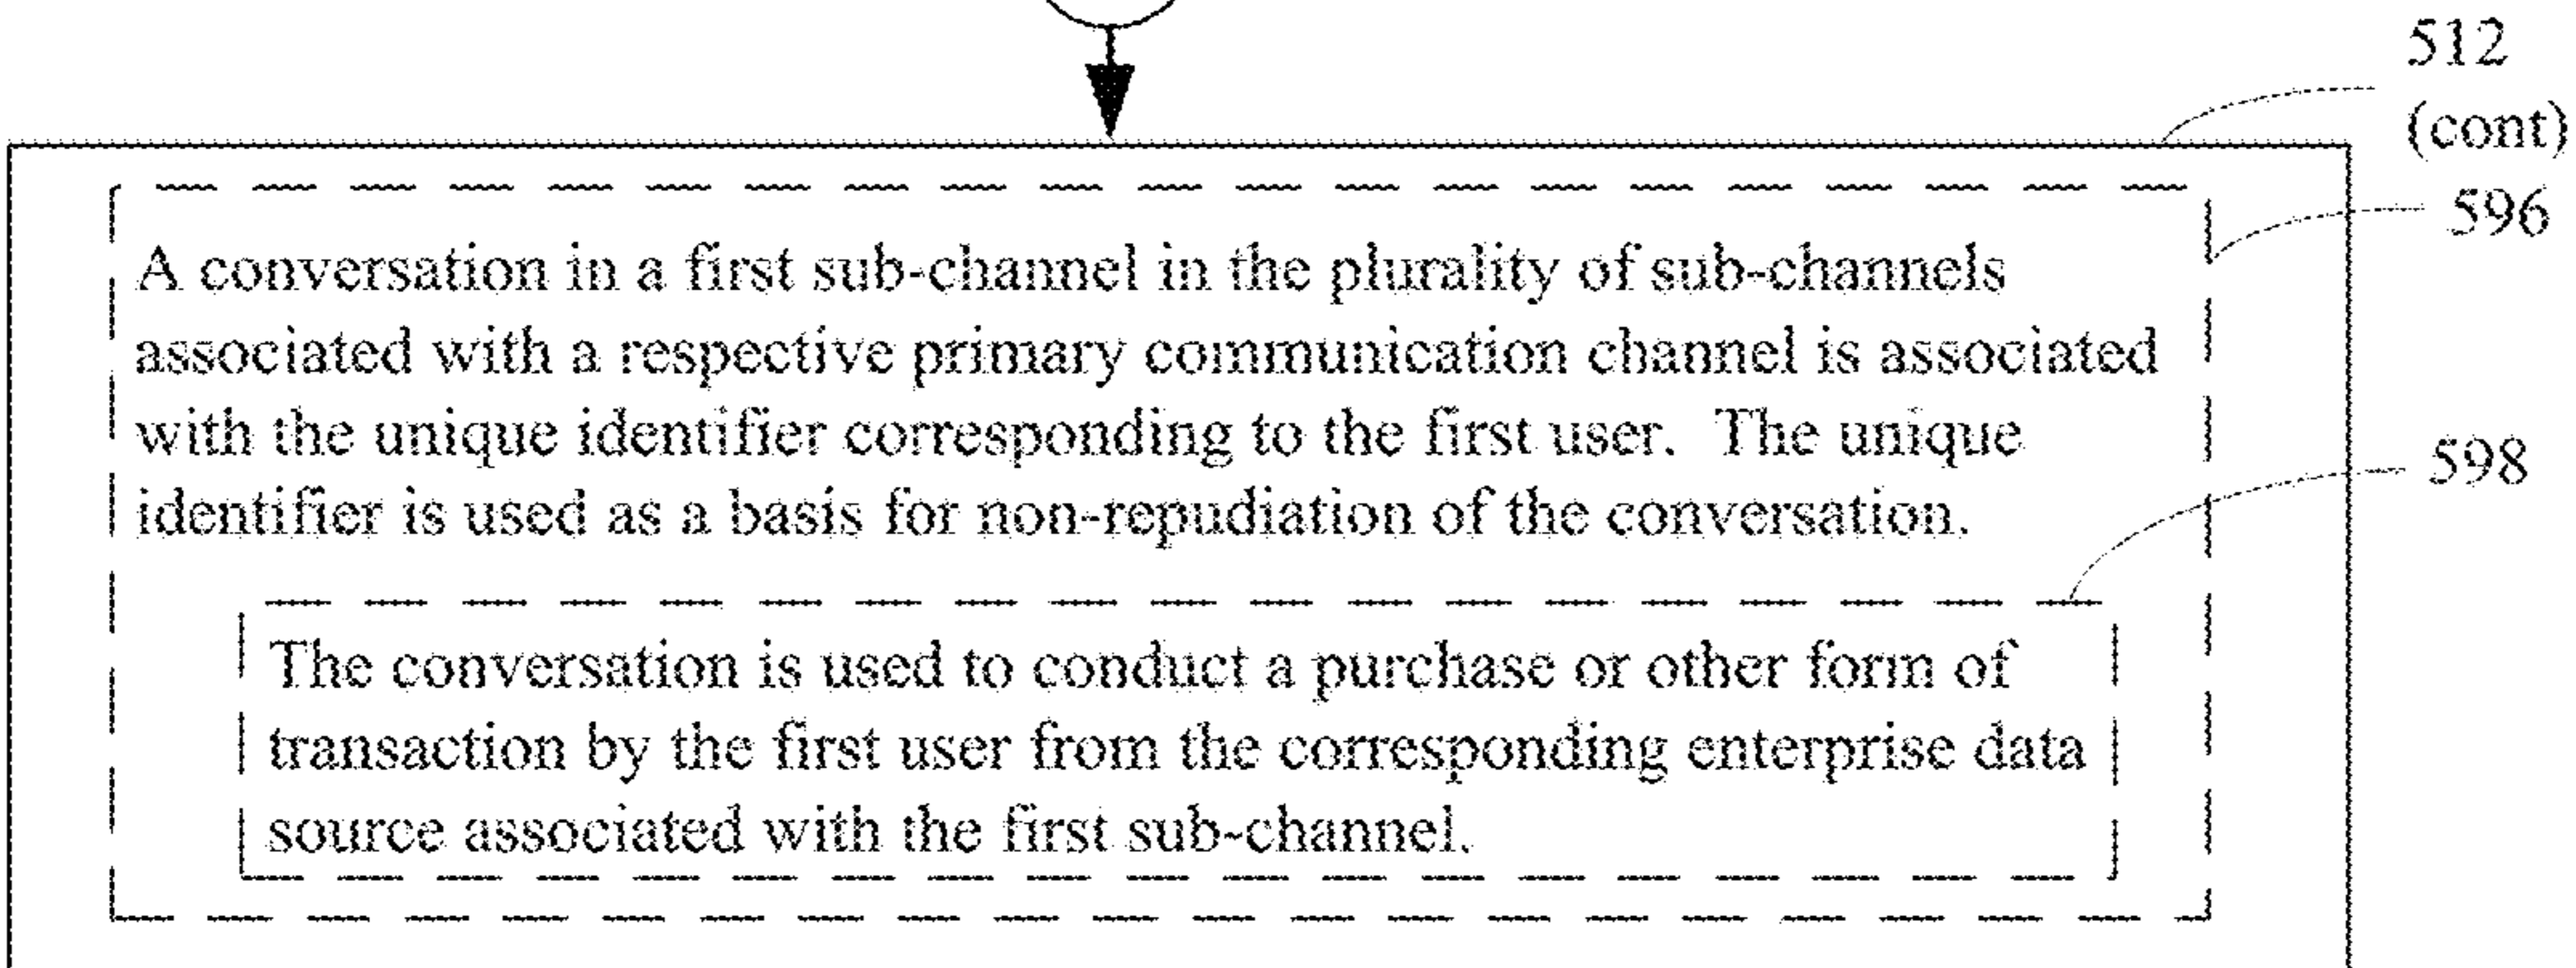 512
(cont)
596
A conversation in a first sub-channel in the plurality of sub-channels
associated with a respective primary communication channel is associated
with the unique identifier corresponding to the first user.  The unique
identifier is used as a basis for non-repudiation of the conversation.
598
The conversation is used to conduct a purchase or other form of
transaction by the first user from the corresponding enterprise data
source associated with the first sub-channel.